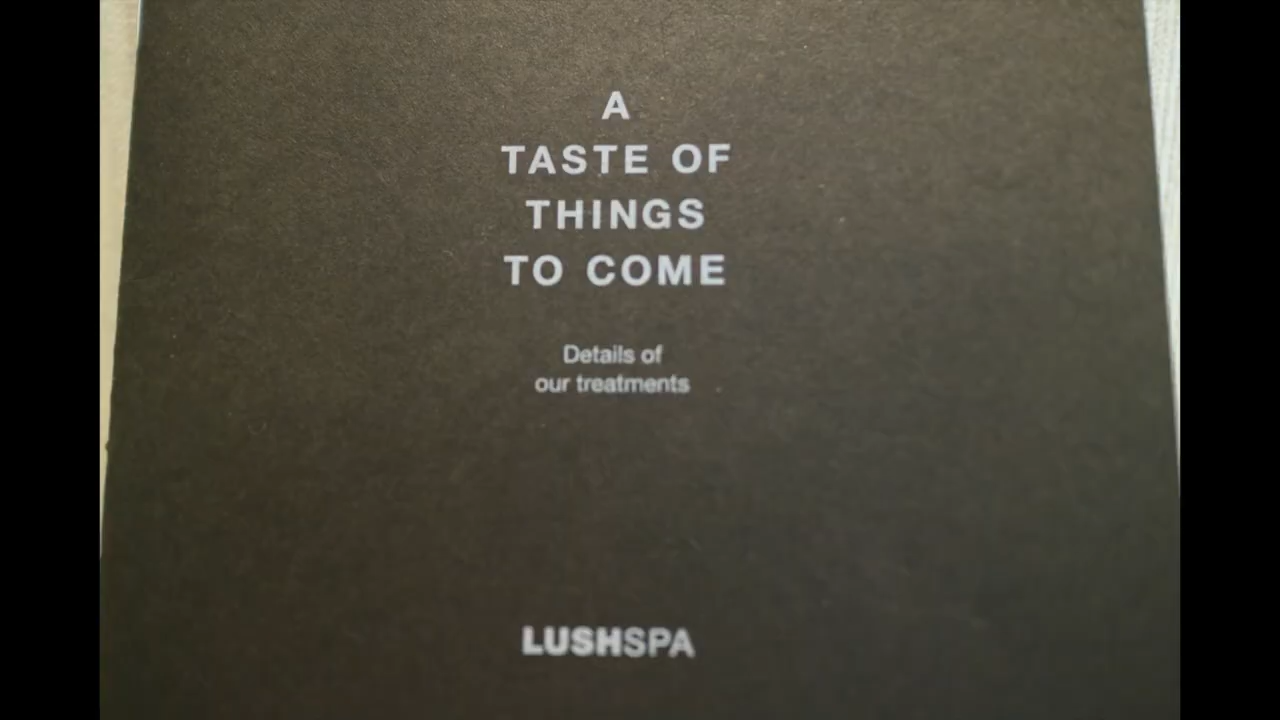 A
TASTE OF
THINGS
TO COME
Details of
our treatments
LUSHSPA